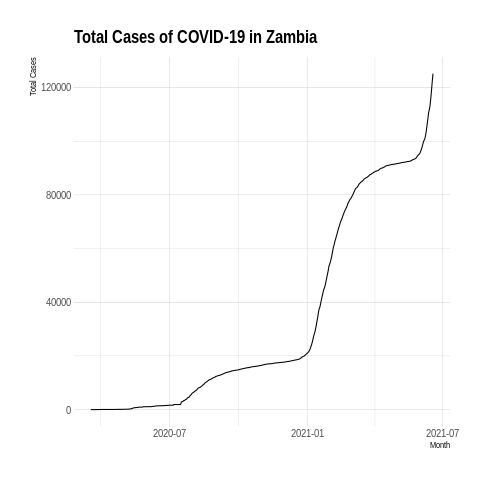 Total Cases of COVID-19 in Zambia
Total Cases
120000
80000
40000
0
2020-07
2021-01
2021-07
Month